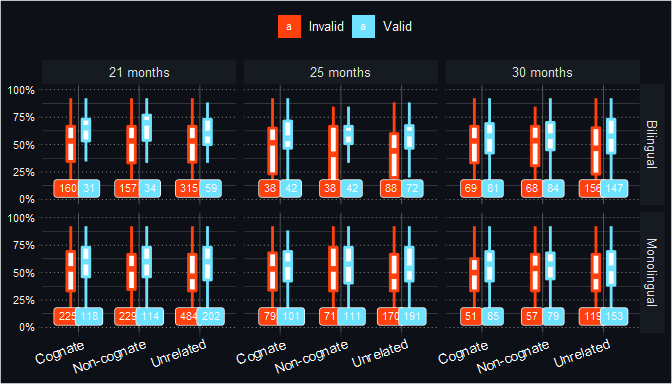 a Invalid a Valid
21 months 25 months 30 months
100%
75%
50%
25%
0%
160 31 157 34 315 59 38 42 38 42 88 72 69 81 68 84 156 147
Bilingual
100%
75%
50%
25%
0%
225 118 229 114 484 202 79 101 71 111 170 191 51 85 57 79 119 153
Monolingual
Cognate Non-cognate Unrelated Cognate Non-cognate Unrelated Cognate Non-cognate Unrelated